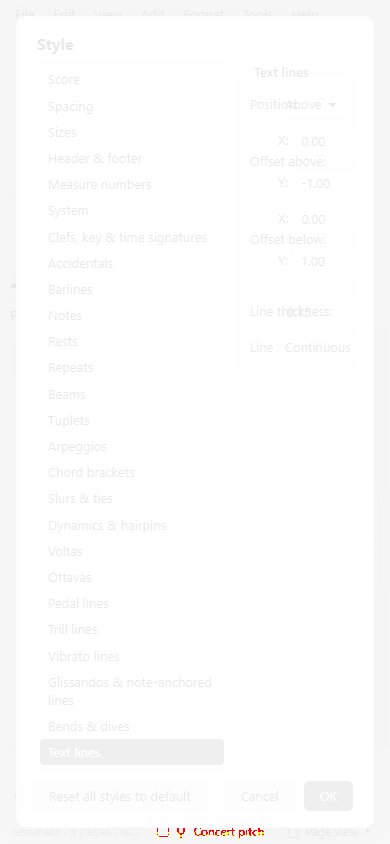 File Edit View Add Format Tools Help
Style
Score
Spacing
Sizes
Header & footer
Measure numbers
System
Clefs, key & time signatures
Accidentals
Barlines
Notes
Rests
Repeats
Beams
Tuplets
Arpeggios
Chord brackets
Slurs & ties
Dynamics & hairpins
Voltas
Ottavas
Pedal lines
Trill lines
Vibrato lines
Glissandos & note-anchored
lines
Bends & dives
Text lines
Text lines
Position: Above
X: 0.00
Offset above:
Y: -1.00
X: 0.00
Offset below:
Y: 1.00
Line thickness:
Line Continuous
Reset all styles to default Cancel OK
Concert pitch Page view